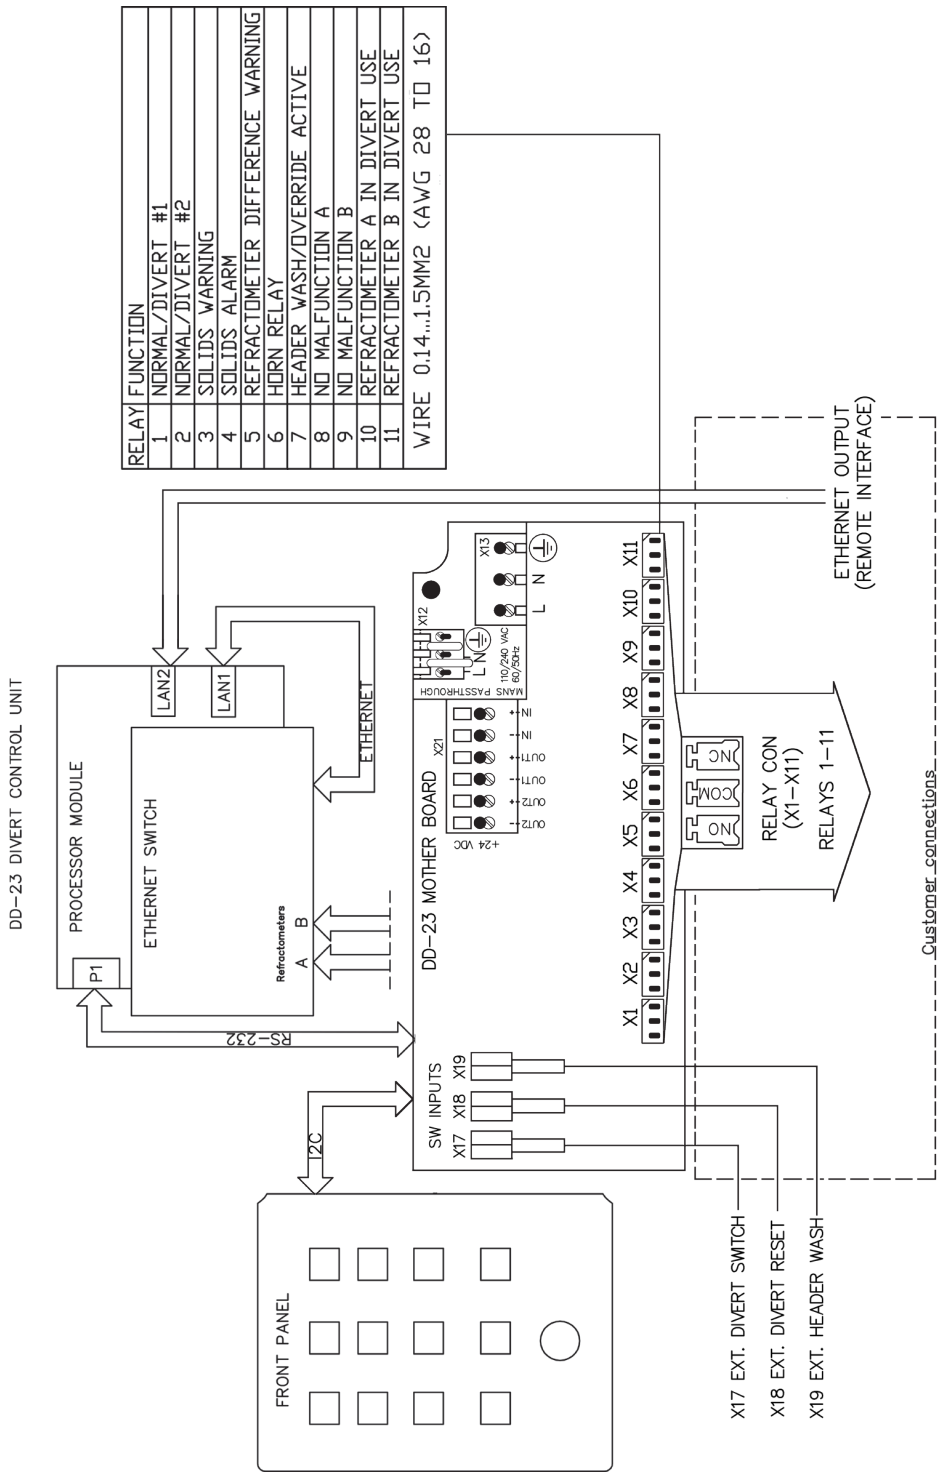 DD-23 DIVERT CONTROL UNIT
PROCESSOR MODULE
P1
LAN2
LAN1
ETHERNET SWITCH
Refractometers
A B
ETHERNET
RS-232
I2C
FRONT PANEL
RELAY FUNCTION
1 NORMAL/DIVERT #1
2 NORMAL/DIVERT #2
3 SOLIDS WARNING
4 SOLIDS ALARM
5 REFRACTOMETER DIFFERENCE WARNING
6 HORN RELAY
7 HEADER WASH/OVERRIDE ACTIVE
8 NO MALFUNCTION A
9 NO MALFUNCTION B
10 REFRACTOMETER A IN DIVERT USE
11 REFRACTOMETER B IN DIVERT USE
WIRE 0.14...1.5MM2 (AWG 28 TO 16)
DD-23 MOTHER BOARD
SW INPUTS
X17 X18 X19
+24 VDC
X21
OUT2-
OUT2+
OUT1-
OUT1+
IN-
IN+
MANS PASSTHROUGH
X12
L N
110/240 VAC
60/50Hz
X13
L N
X1 X2 X3 X4 X5 X6 X7 X8 X9 X10 X11
NO COM NC
RELAY CON
(X1-X11)
RELAYS 1-11
ETHERNET OUTPUT
(REMOTE INTERFACE)
X17 EXT. DIVERT SWITCH
X18 EXT. DIVERT RESET
X19 EXT. HEADER WASH
Customer connections